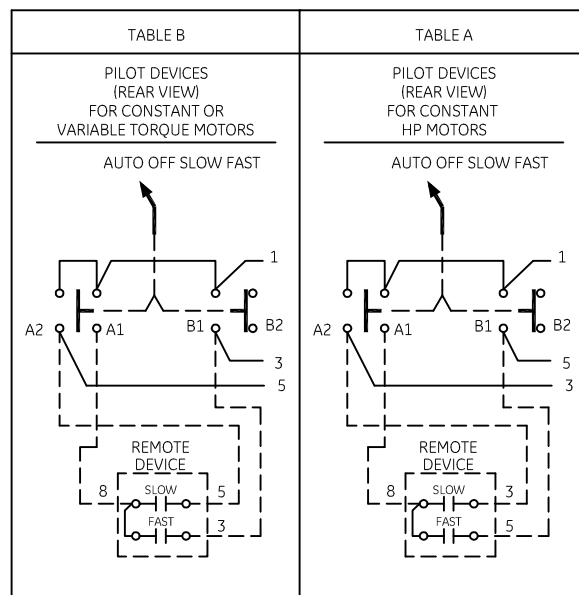 TABLE B
PILOT DEVICES
(REAR VIEW)
FOR CONSTANT OR
VARIABLE TORQUE MOTORS
AUTO OFF SLOW FAST
1
A2
A1
B1
B2
3
5
REMOTE
DEVICE
8
SLOW
5
FAST
3
TABLE A
PILOT DEVICES
(REAR VIEW)
FOR CONSTANT
HP MOTORS
AUTO OFF SLOW FAST
1
A2
A1
B1
B2
5
3
REMOTE
DEVICE
8
SLOW
3
FAST
5